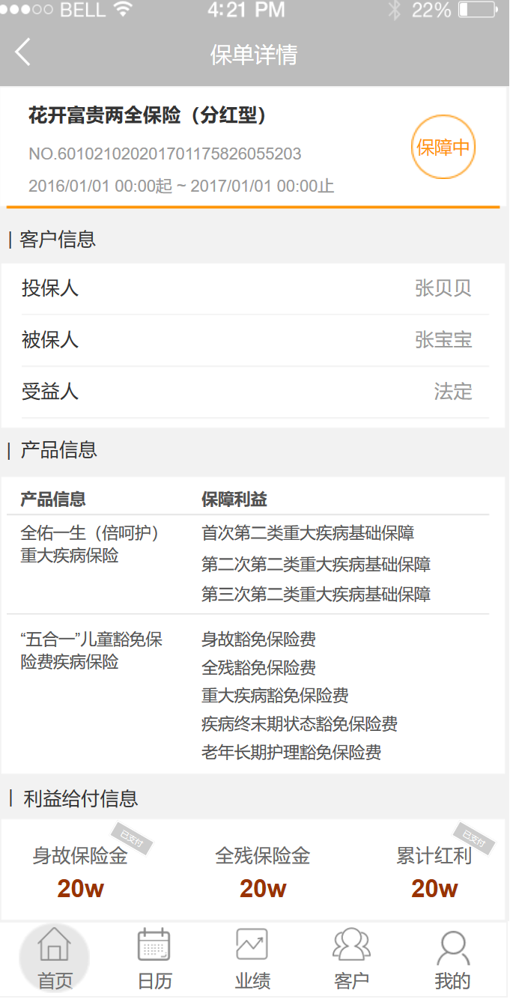 BELL 4:21 PM 22%
保单详情
花开富贵两全保险（分红型）
NO.601021020201701175826055203
保障中
2016/01/01 00:00起 ~ 2017/01/01 00:00止
| 客户信息
投保人 张贝贝
被保人 张宝宝
受益人 法定
| 产品信息
产品信息 保障利益
全佑一生（倍呵护） 首次第二类重大疾病基础保障
重大疾病保险 第二次第二类重大疾病基础保障
第三次第二类重大疾病基础保障
“五合一”儿童豁免保 身故豁免保险费
险费疾病保险 全残豁免保险费
重大疾病豁免保险费
疾病终末期状态豁免保险费
老年长期护理豁免保险费
| 利益给付信息
已支付 已支付
身故保险金 全残保险金 累计红利
20w 20w 20w
首页 日历 业绩 客户 我的